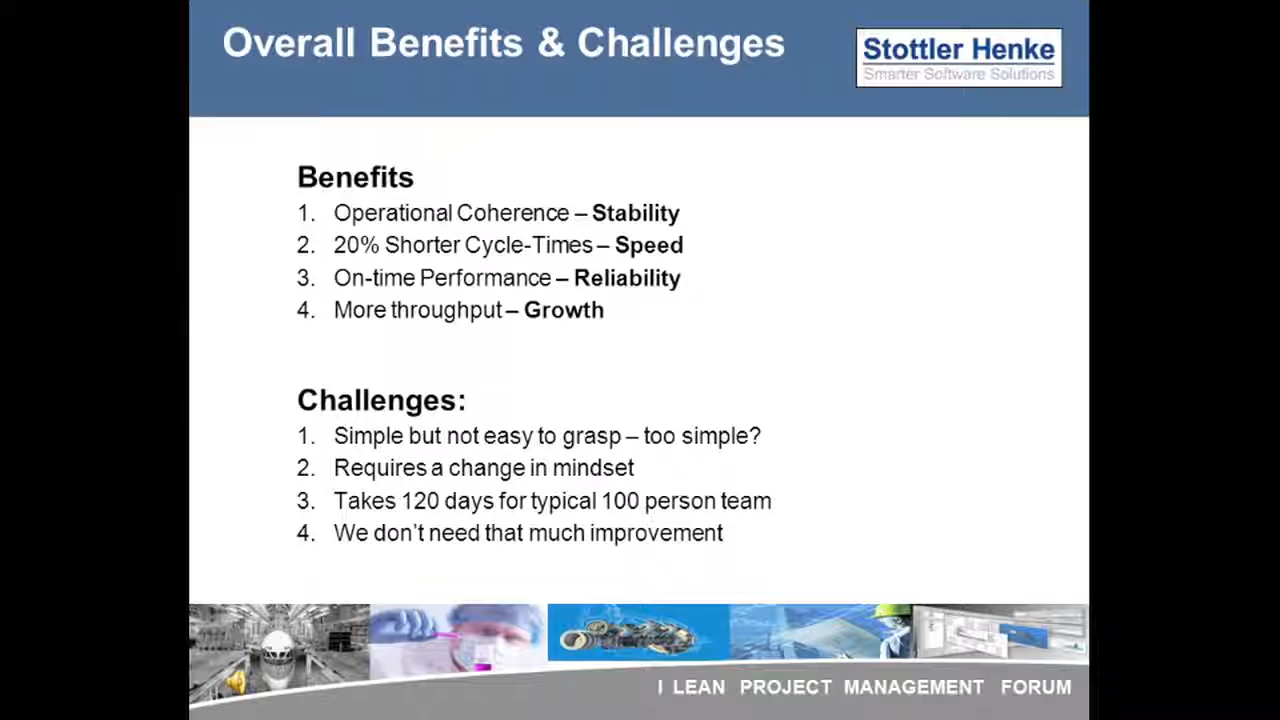 Overall Benefits & Challenges
Stottler Henke
Smarter Software Solutions
Benefits
1. Operational Coherence – Stability
2. 20% Shorter Cycle-Times – Speed
3. On-time Performance – Reliability
4. More throughput – Growth
Challenges:
1. Simple but not easy to grasp – too simple?
2. Requires a change in mindset
3. Takes 120 days for typical 100 person team
4. We don't need that much improvement
I LEAN PROJECT MANAGEMENT FORUM